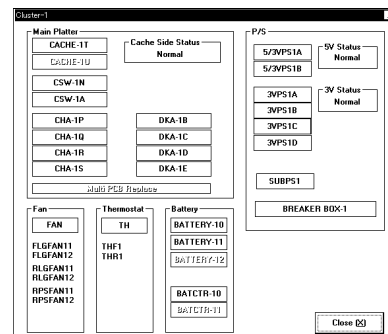 Cluster-1
Main Platter
CACHE-1T
CACHE-1U
Cache Side Status
Normal
CSW-1N
CSW-1A
CHA-1P
CHA-1Q
CHA-1R
CHA-1S
DKA-1B
DKA-1C
DKA-1D
DKA-1E
Multi PCB Replace
P/S
5/3VPS1A
5/3VPS1B
5V Status
Normal
3VPS1A
3VPS1B
3VPS1C
3VPS1D
3V Status
Normal
SUBPS1
BREAKER BOX-1
Fan
FAN
FLGFAN11
FLGFAN12
RLGFAN11
RLGFAN12
RPSFAN11
RPSFAN12
Thermostat
TH
THF1
THR1
Battery
BATTERY-10
BATTERY-11
BATTERY-12
BATCTR-10
BATCTR-11
Close (X)